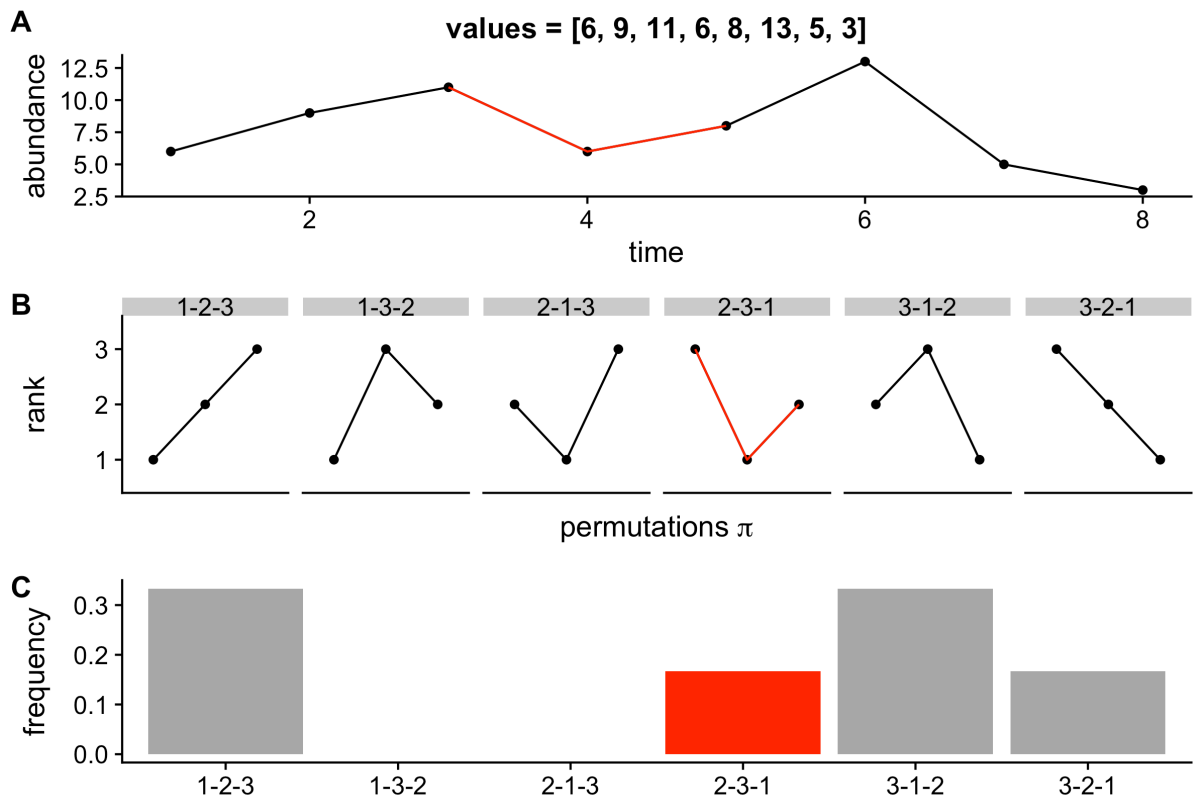 A
values = [6, 9, 11, 6, 8, 13, 5, 3]
abundance
12.5
10.0
7.5
5.0
2.5
2 4 6 8
time
B
1-2-3 1-3-2 2-1-3 2-3-1 3-1-2 3-2-1
rank
3
2
1
permutations π
C
frequency
0.3
0.2
0.1
0.0
1-2-3 1-3-2 2-1-3 2-3-1 3-1-2 3-2-1